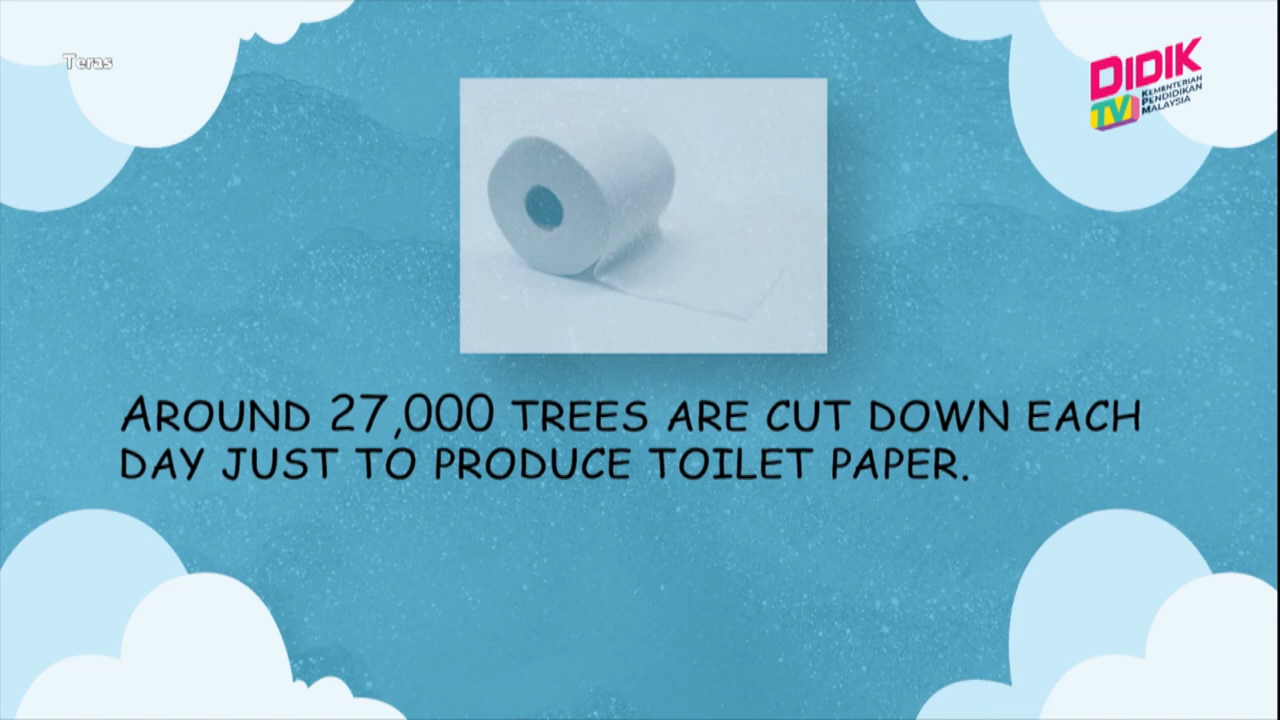 Teras
DIDIK
TV
KEMENTERIAN
PENDIDIKAN
MALAYSIA
AROUND 27,000 TREES ARE CUT DOWN EACH
DAY JUST TO PRODUCE TOILET PAPER.